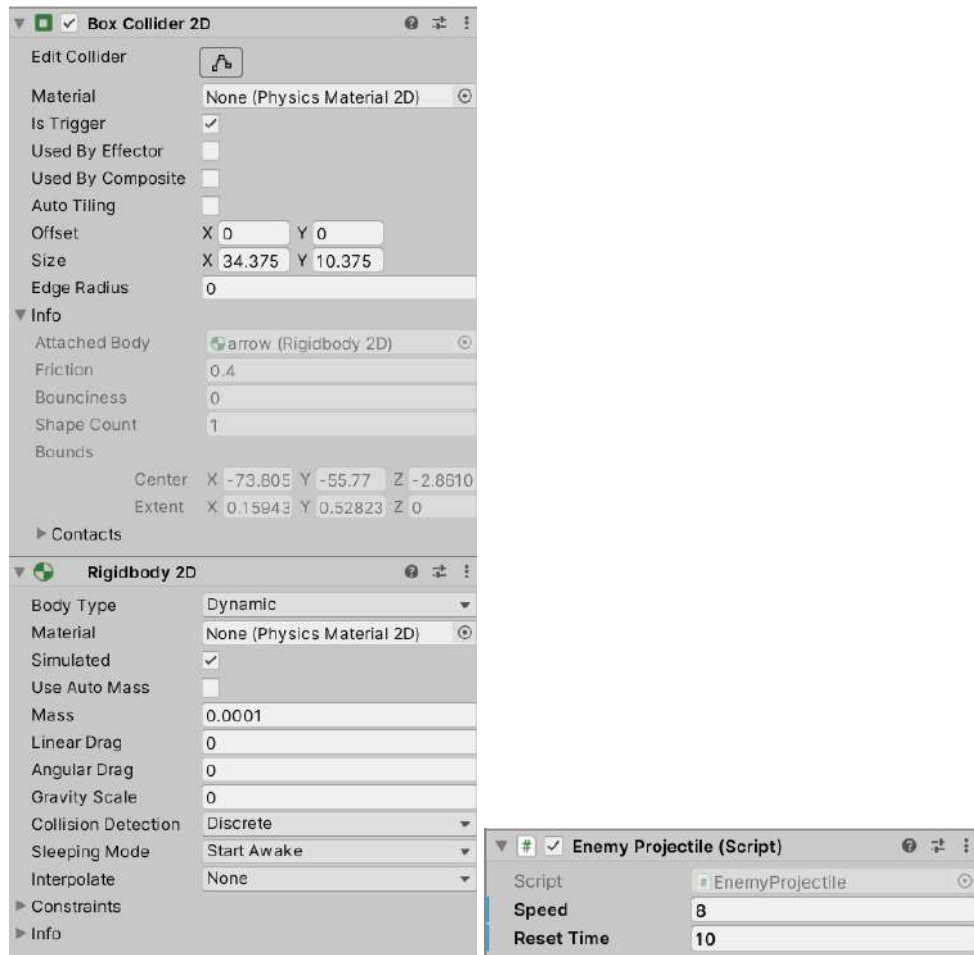 Box Collider 2D
Edit Collider
Material None (Physics Material 2D)
Is Trigger
Used By Effector
Used By Composite
Auto Tiling
Offset X 0 Y 0
Size X 34.375 Y 10.375
Edge Radius 0
Info
Attached Body arrow (Rigidbody 2D)
Friction 0.4
Bounciness 0
Shape Count 1
Bounds
Center X -73.805 Y -55.77 Z -2.8610
Extent X 0.15943 Y 0.52823 Z 0
Contacts
Rigidbody 2D
Body Type Dynamic
Material None (Physics Material 2D)
Simulated
Use Auto Mass
Mass 0.0001
Linear Drag 0
Angular Drag 0
Gravity Scale 0
Collision Detection Discrete
Sleeping Mode Start Awake
Interpolate None
Constraints
Info
# Enemy Projectile (Script)
Script # EnemyProjectile
Speed 8
Reset Time 10